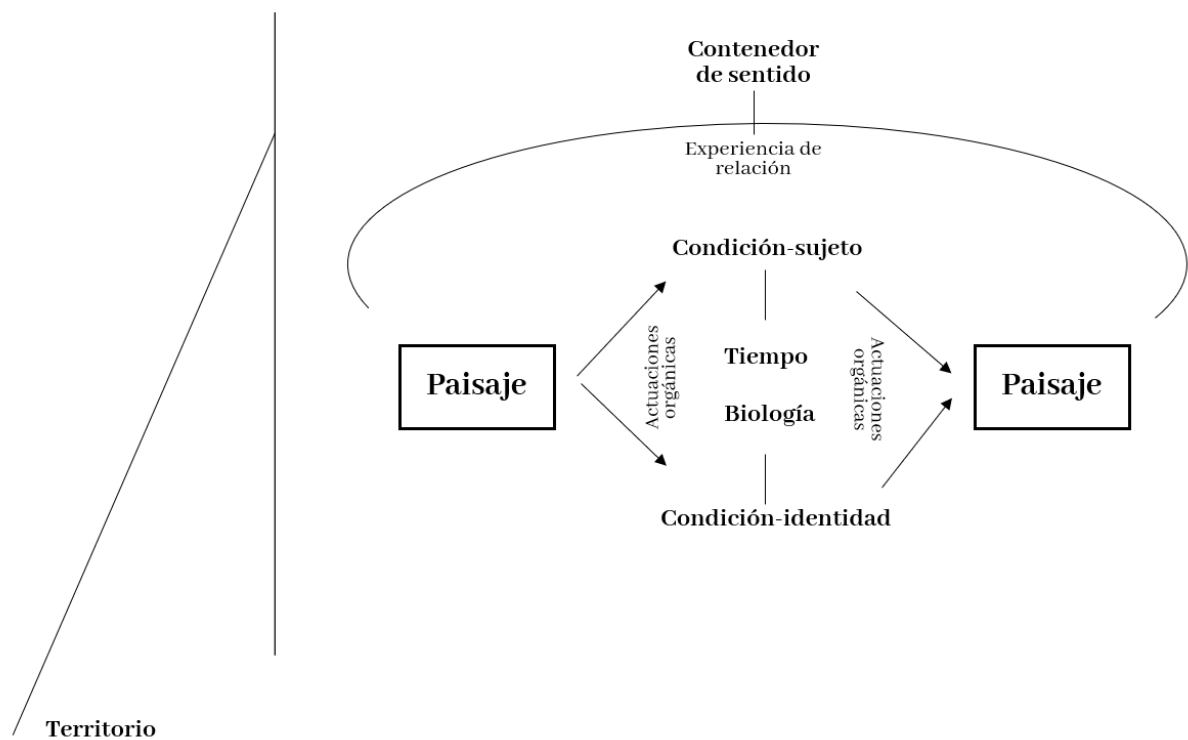 Contenedor
de sentido
Experiencia de
relación
Condición-sujeto
Actuaciones
orgánicas
Tiempo
Actuaciones
orgánicas
Paisaje
Biología
Paisaje
Condición-identidad
Territorio